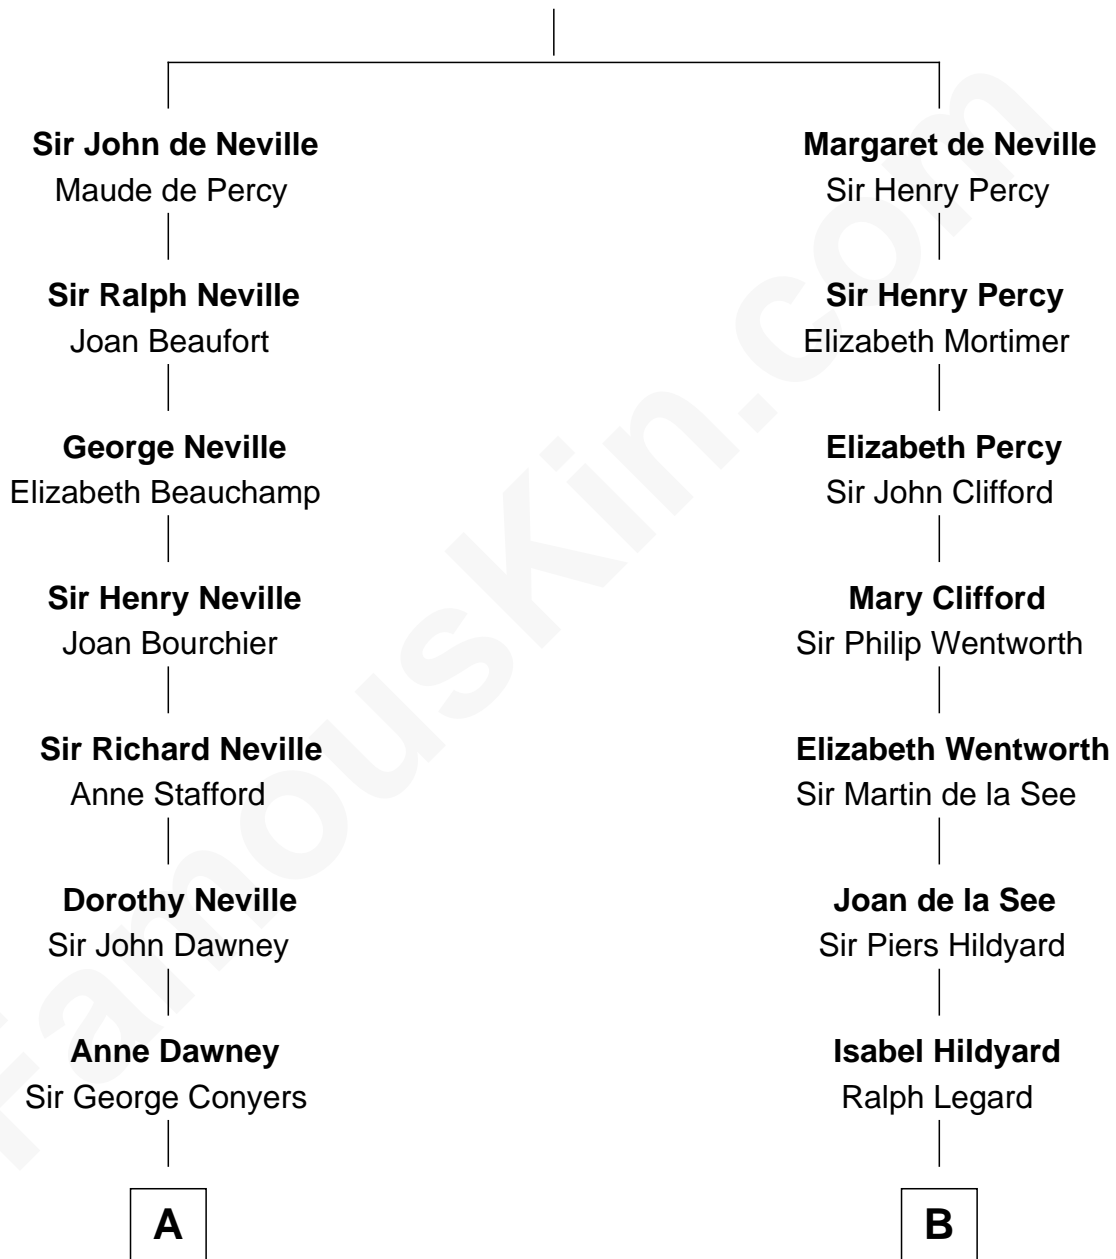 Sir John de Neville
Maude de Percy
Sir Ralph Neville
Joan Beaufort
George Neville
Elizabeth Beauchamp
Sir Henry Neville
Joan Bourchier
Sir Richard Neville
Anne Stafford
Dorothy Neville
Sir John Dawney
Anne Dawney
Sir George Conyers
A
Margaret de Neville
Sir Henry Percy
Sir Henry Percy
Elizabeth Mortimer
Elizabeth Percy
Sir John Clifford
Mary Clifford
Sir Philip Wentworth
Elizabeth Wentworth
Sir Martin de la See
Joan de la See
Sir Piers Hildyard
Isabel Hildyard
Ralph Legard
B
FamousKin.com